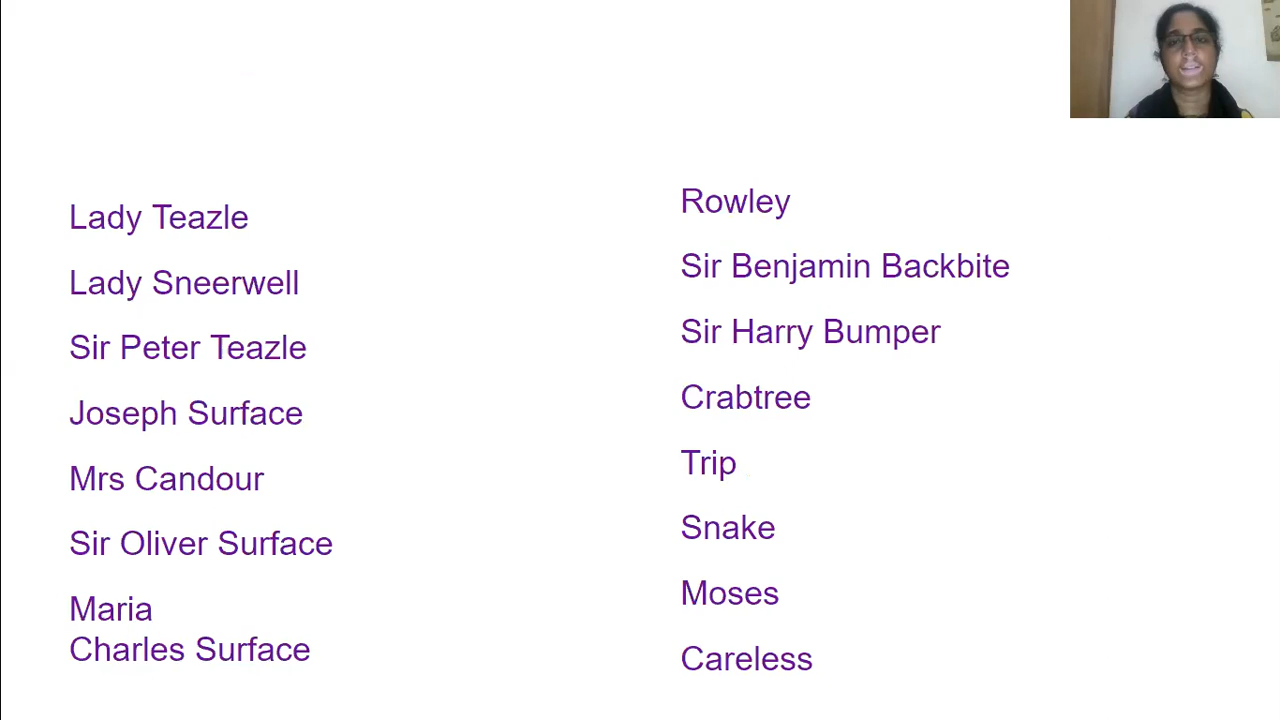 Lady Teazle
Lady Sneerwell
Sir Peter Teazle
Joseph Surface
Mrs Candour
Sir Oliver Surface
Maria
Charles Surface
Rowley
Sir Benjamin Backbite
Sir Harry Bumper
Crabtree
Trip
Snake
Moses
Careless